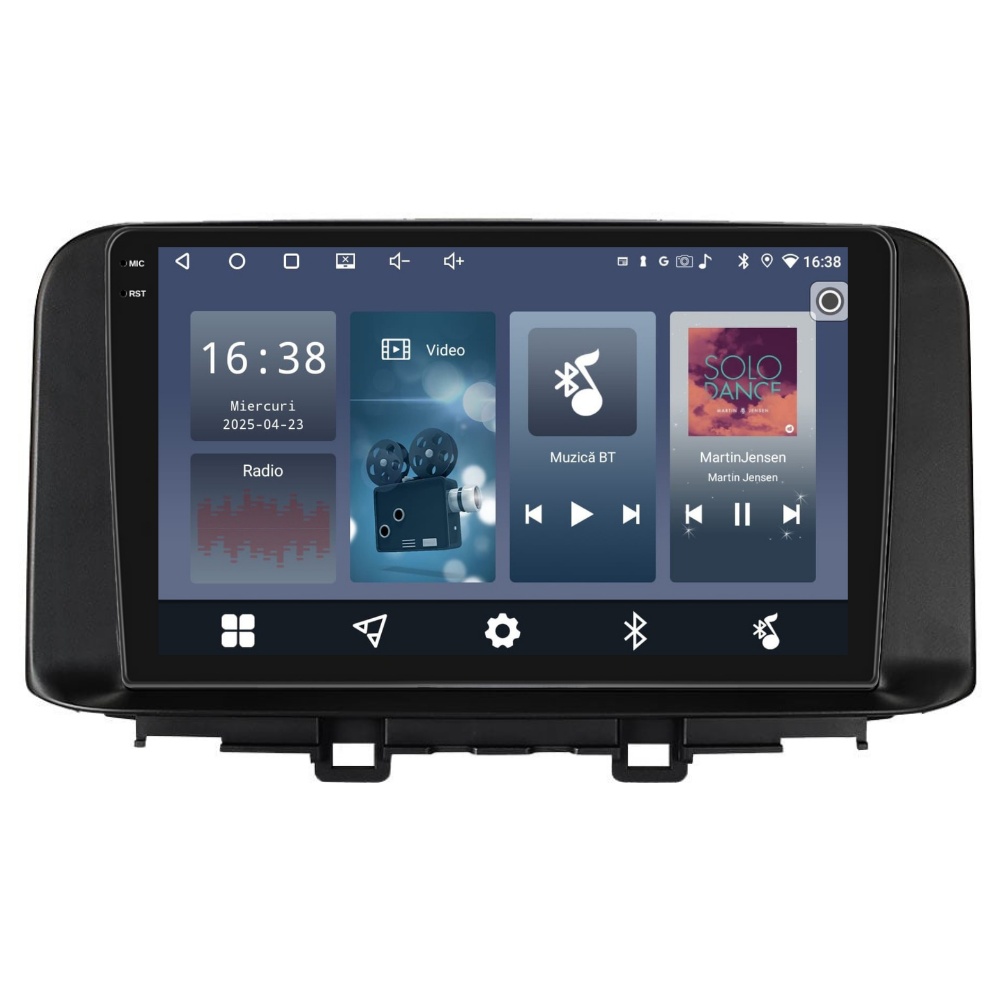 MIC
RST
16:38
16:38
Miercuri
2025-04-23
Radio
Video
Muzică BT
SOLO
DANCE
MARTIN JENSEN
MartinJensen
Martin Jensen